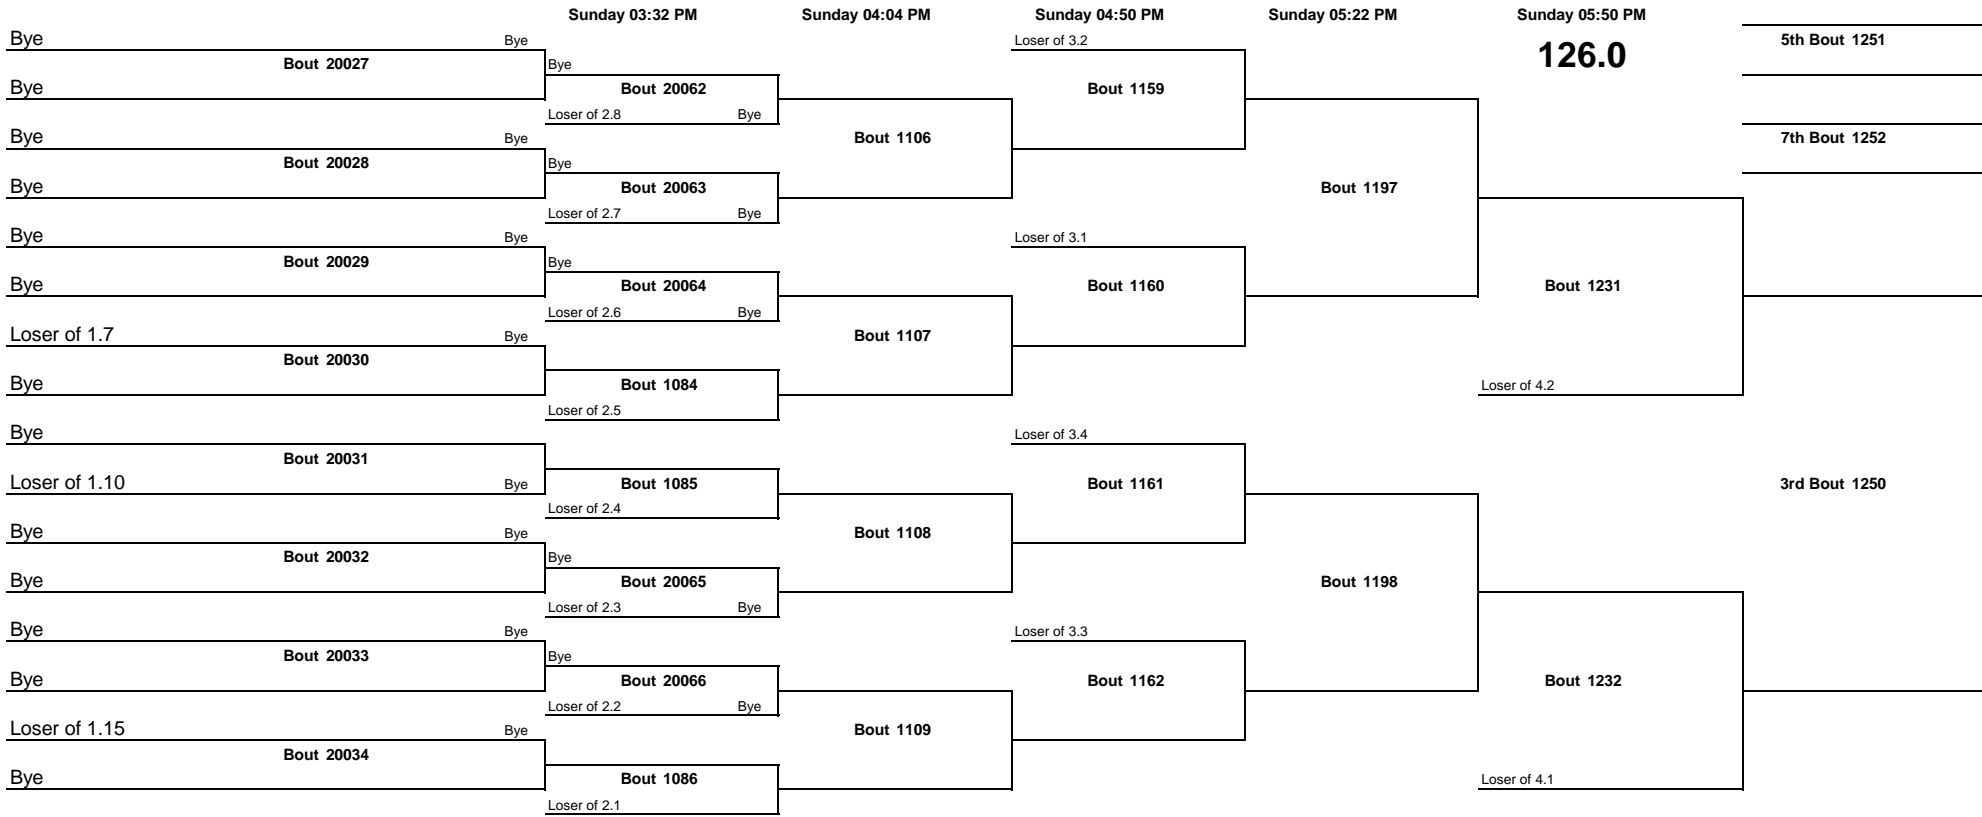 Sunday 03:32 PM Sunday 04:04 PM Sunday 04:50 PM Sunday 05:22 PM Sunday 05:50 PM
Bye Bye Loser of 3.2 126.0 5th Bout 1251
Bout 20027 Bye
Bye Bout 20062 Bout 1159
Loser of 2.8 Bye
Bye Bye Bout 1106 7th Bout 1252
Bout 20028 Bye
Bye Bout 20063 Bout 1197
Loser of 2.7 Bye
Bye Bye Loser of 3.1
Bout 20029 Bye
Bye Bout 20064 Bout 1160 Bout 1231
Loser of 2.6 Bye
Loser of 1.7 Bye Bout 1107
Bout 20030
Bye Bout 1084 Loser of 4.2
Loser of 2.5
Bye Loser of 3.4
Bout 20031
Loser of 1.10 Bye Bout 1085 Bout 1161 3rd Bout 1250
Loser of 2.4
Bye Bye Bout 1108
Bout 20032 Bye
Bye Bout 20065 Bout 1198
Loser of 2.3 Bye
Bye Bye Loser of 3.3
Bout 20033 Bye
Bye Bout 20066 Bout 1162 Bout 1232
Loser of 2.2 Bye
Loser of 1.15 Bye Bout 1109
Bout 20034
Bye Bout 1086 Loser of 4.1
Loser of 2.1